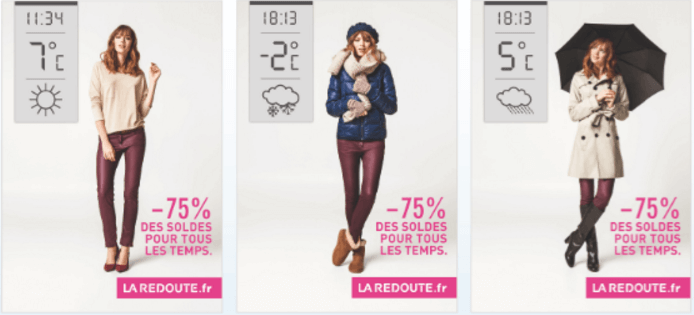 11:34
7°C
-75%
DES SOLDES
POUR TOUS
LES TEMPS.
LA REDOUTE.fr
18:13
-2°C
-75%
DES SOLDES
POUR TOUS
LES TEMPS.
LA REDOUTE.fr
18:13
5°C
-75%
DES SOLDES
POUR TOUS
LES TEMPS.
LA REDOUTE.fr